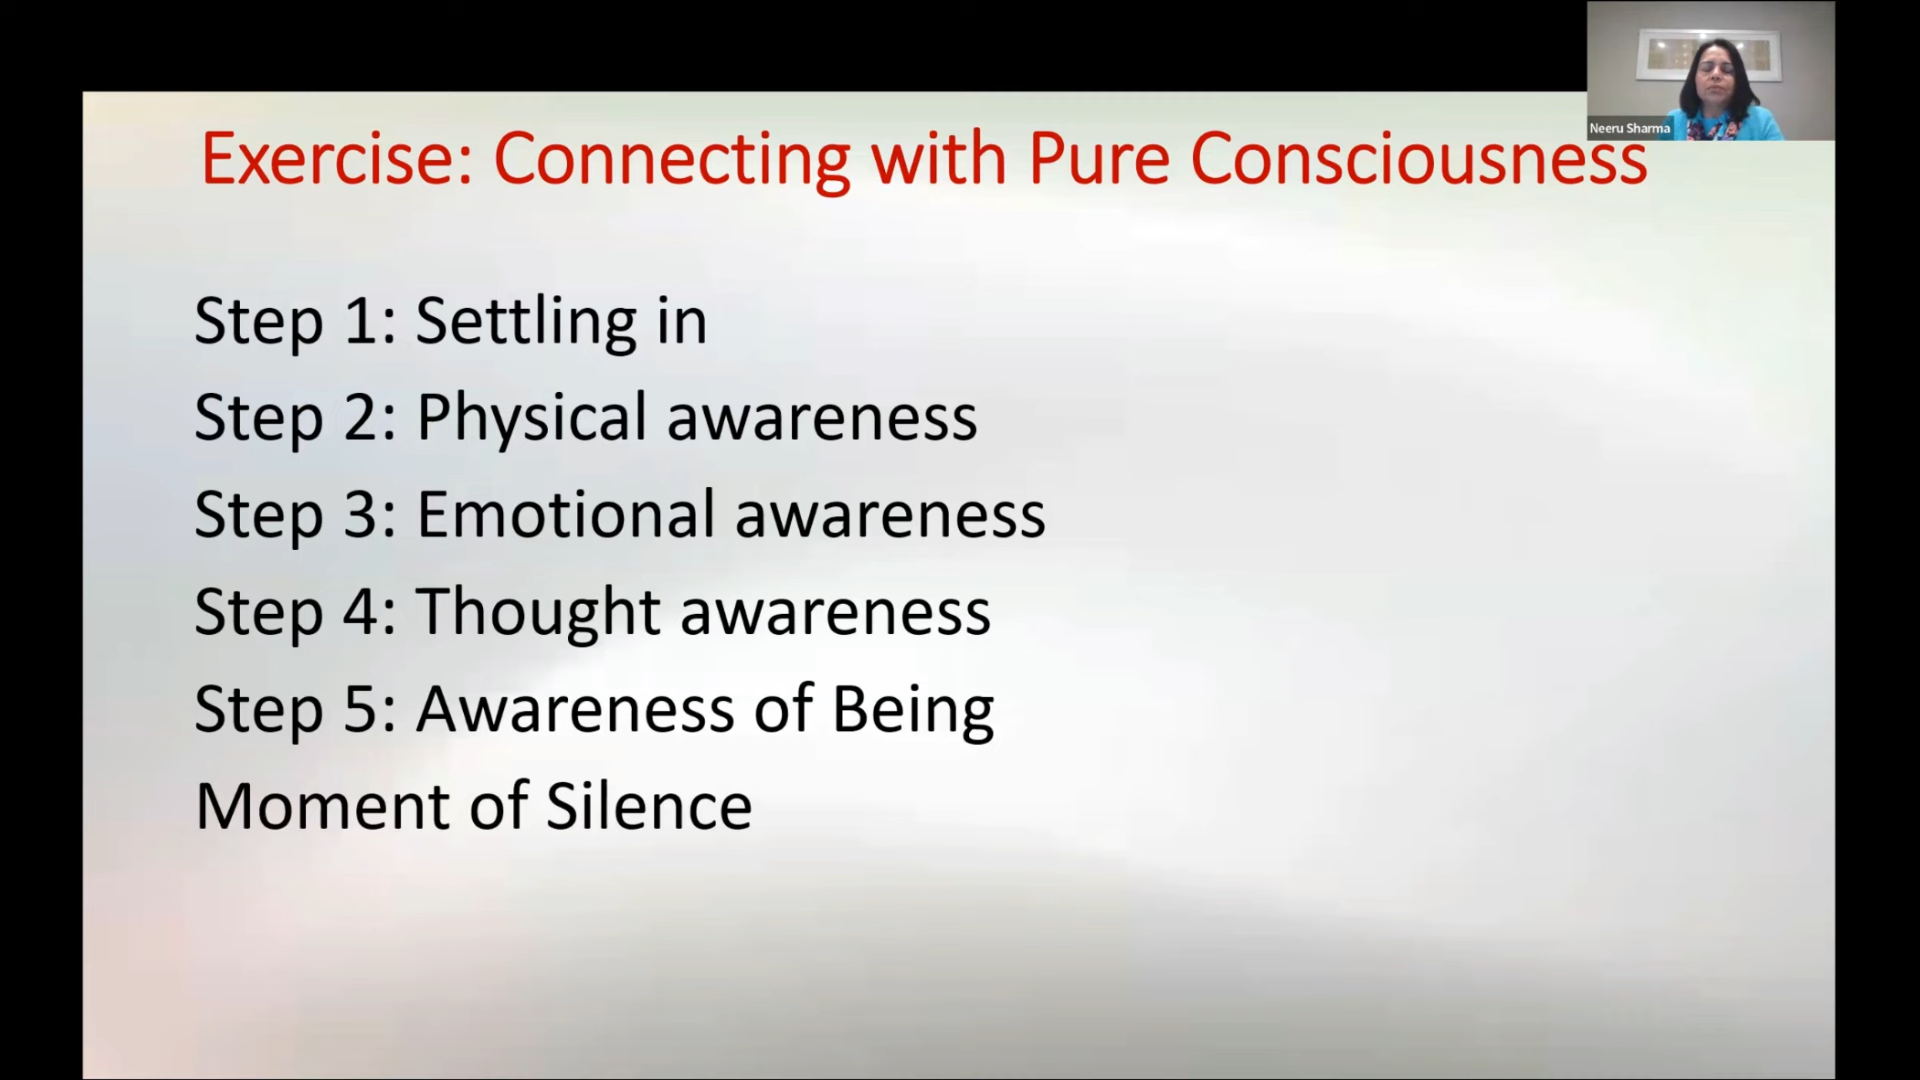 Neeru Sharma
Exercise: Connecting with Pure Consciousness
Step 1: Settling in
Step 2: Physical awareness
Step 3: Emotional awareness
Step 4: Thought awareness
Step 5: Awareness of Being
Moment of Silence